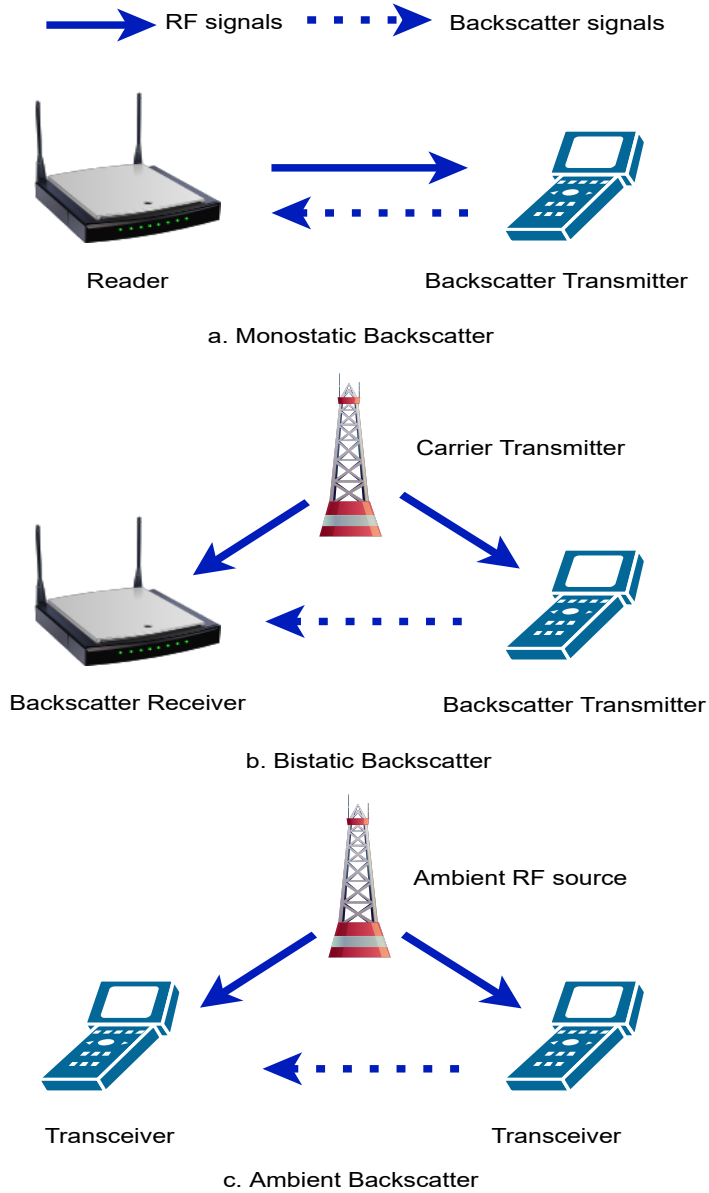 RF signals
Backscatter signals
Reader
Backscatter Transmitter
a. Monostatic Backscatter
Carrier Transmitter
Backscatter Receiver
Backscatter Transmitter
b. Bistatic Backscatter
Ambient RF source
Transceiver
Transceiver
c. Ambient Backscatter